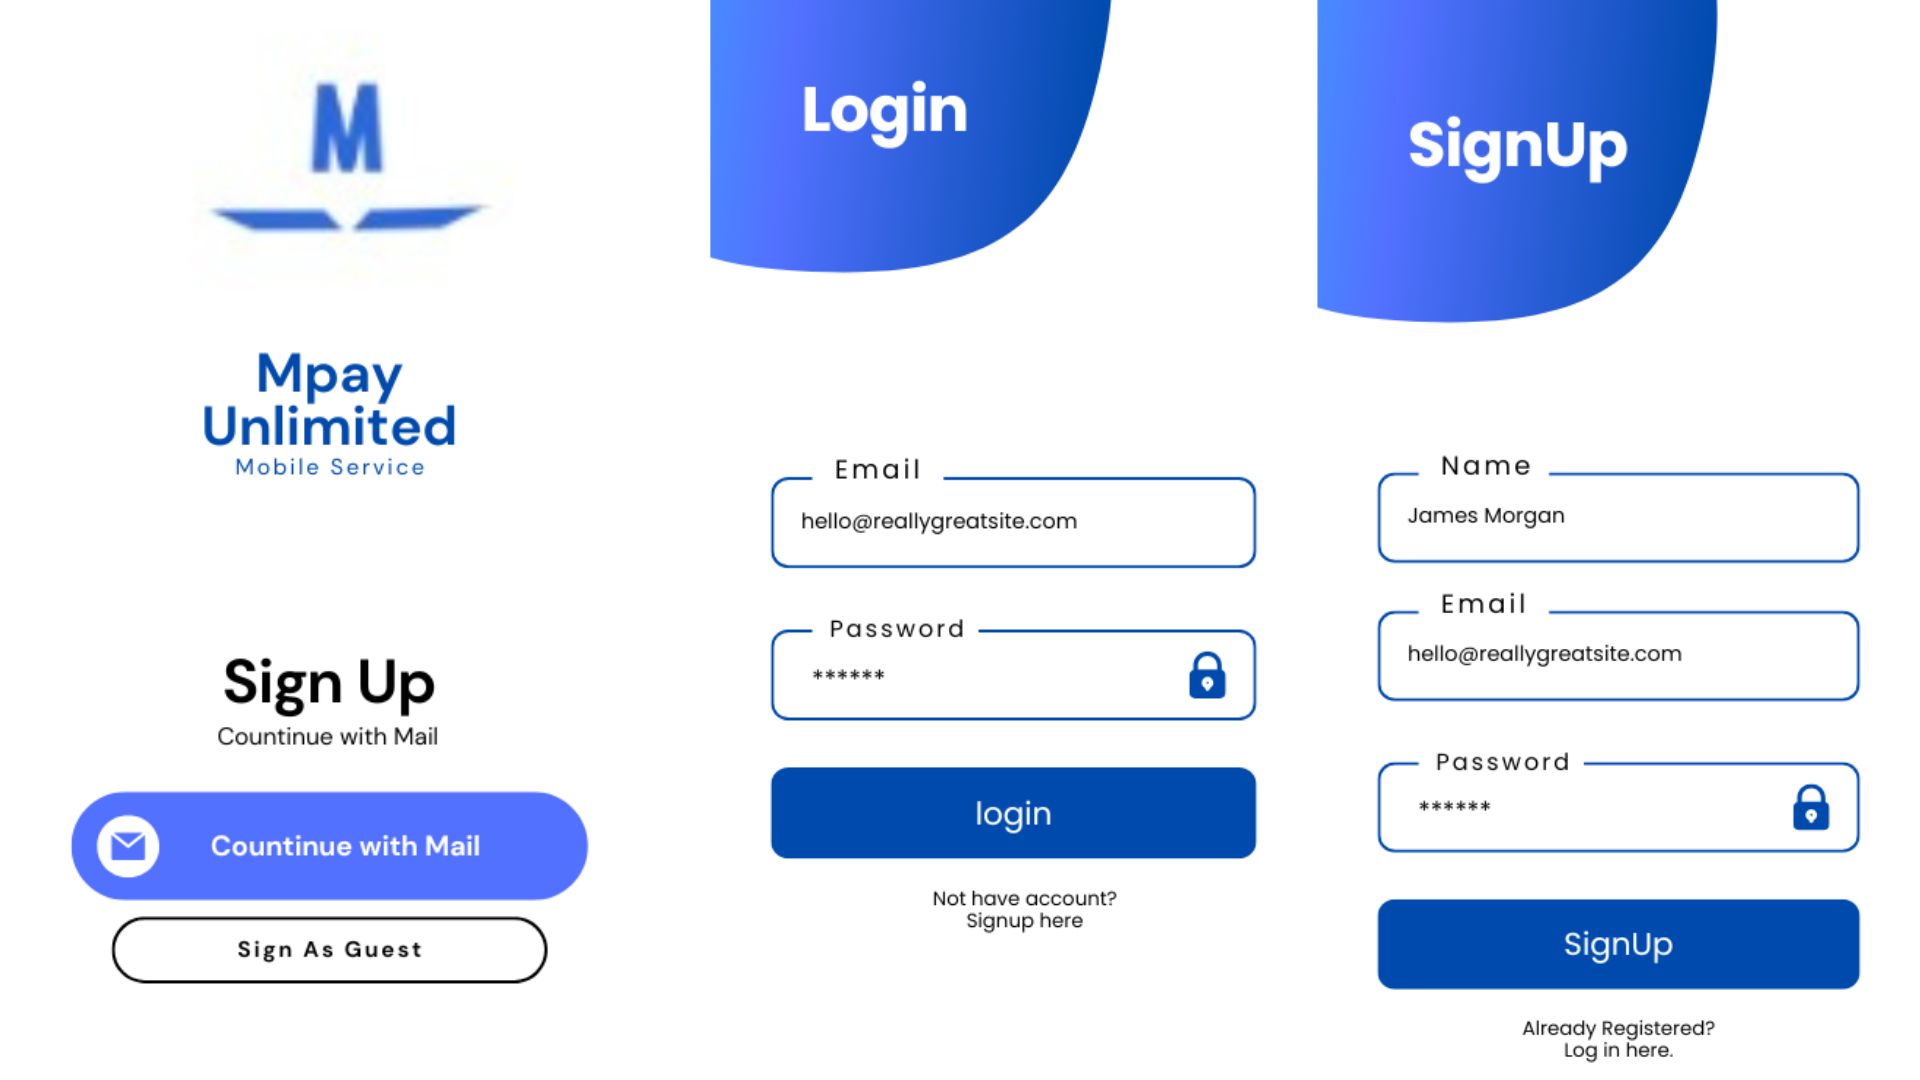 M
Mpay
Unlimited
Mobile Service
Sign Up
Countinue with Mail
Countinue with Mail
Sign As Guest
Login
Email
hello@reallygreatsite.com
Password
******
login
Not have account?
Signup here
SignUp
Name
James Morgan
Email
hello@reallygreatsite.com
Password
******
SignUp
Already Registered?
Log in here.